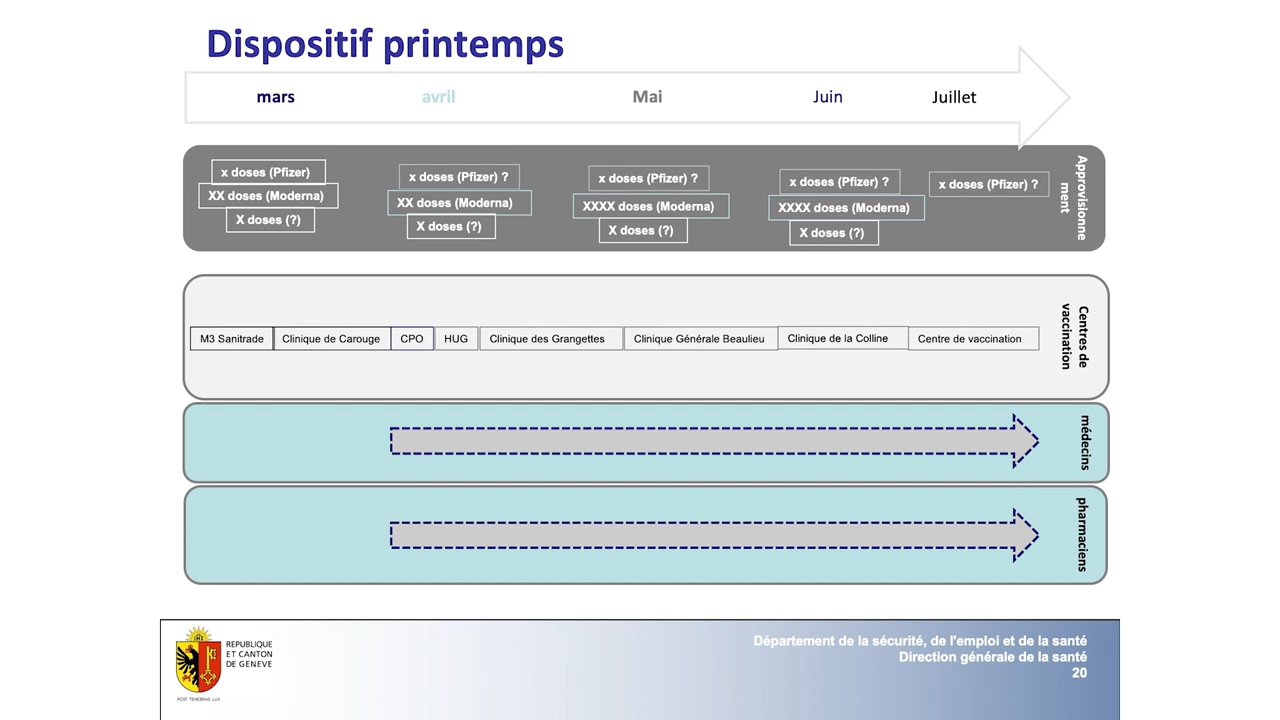 Dispositif printemps
mars
avril
Mai
Juin
Juillet
x doses (Pfizer)
XX doses (Moderna)
X doses (?)
x doses (Pfizer) ?
XX doses (Moderna)
X doses (?)
x doses (Pfizer) ?
XXXX doses (Moderna)
X doses (?)
x doses (Pfizer) ?
XXXX doses (Moderna)
X doses (?)
x doses (Pfizer) ?
Approvisionne
ment
M3 Sanitrade
Clinique de Carouge
CPO
HUG
Clinique des Grangettes
Clinique Générale Beaulieu
Clinique de la Colline
Centre de vaccination
Centres de
vaccination
médecins
pharmaciens
REPUBLIQUE
ET CANTON
DE GENEVE
POST TENEBRAS LUX
Département de la sécurité, de l'emploi et de la santé
Direction générale de la santé
20